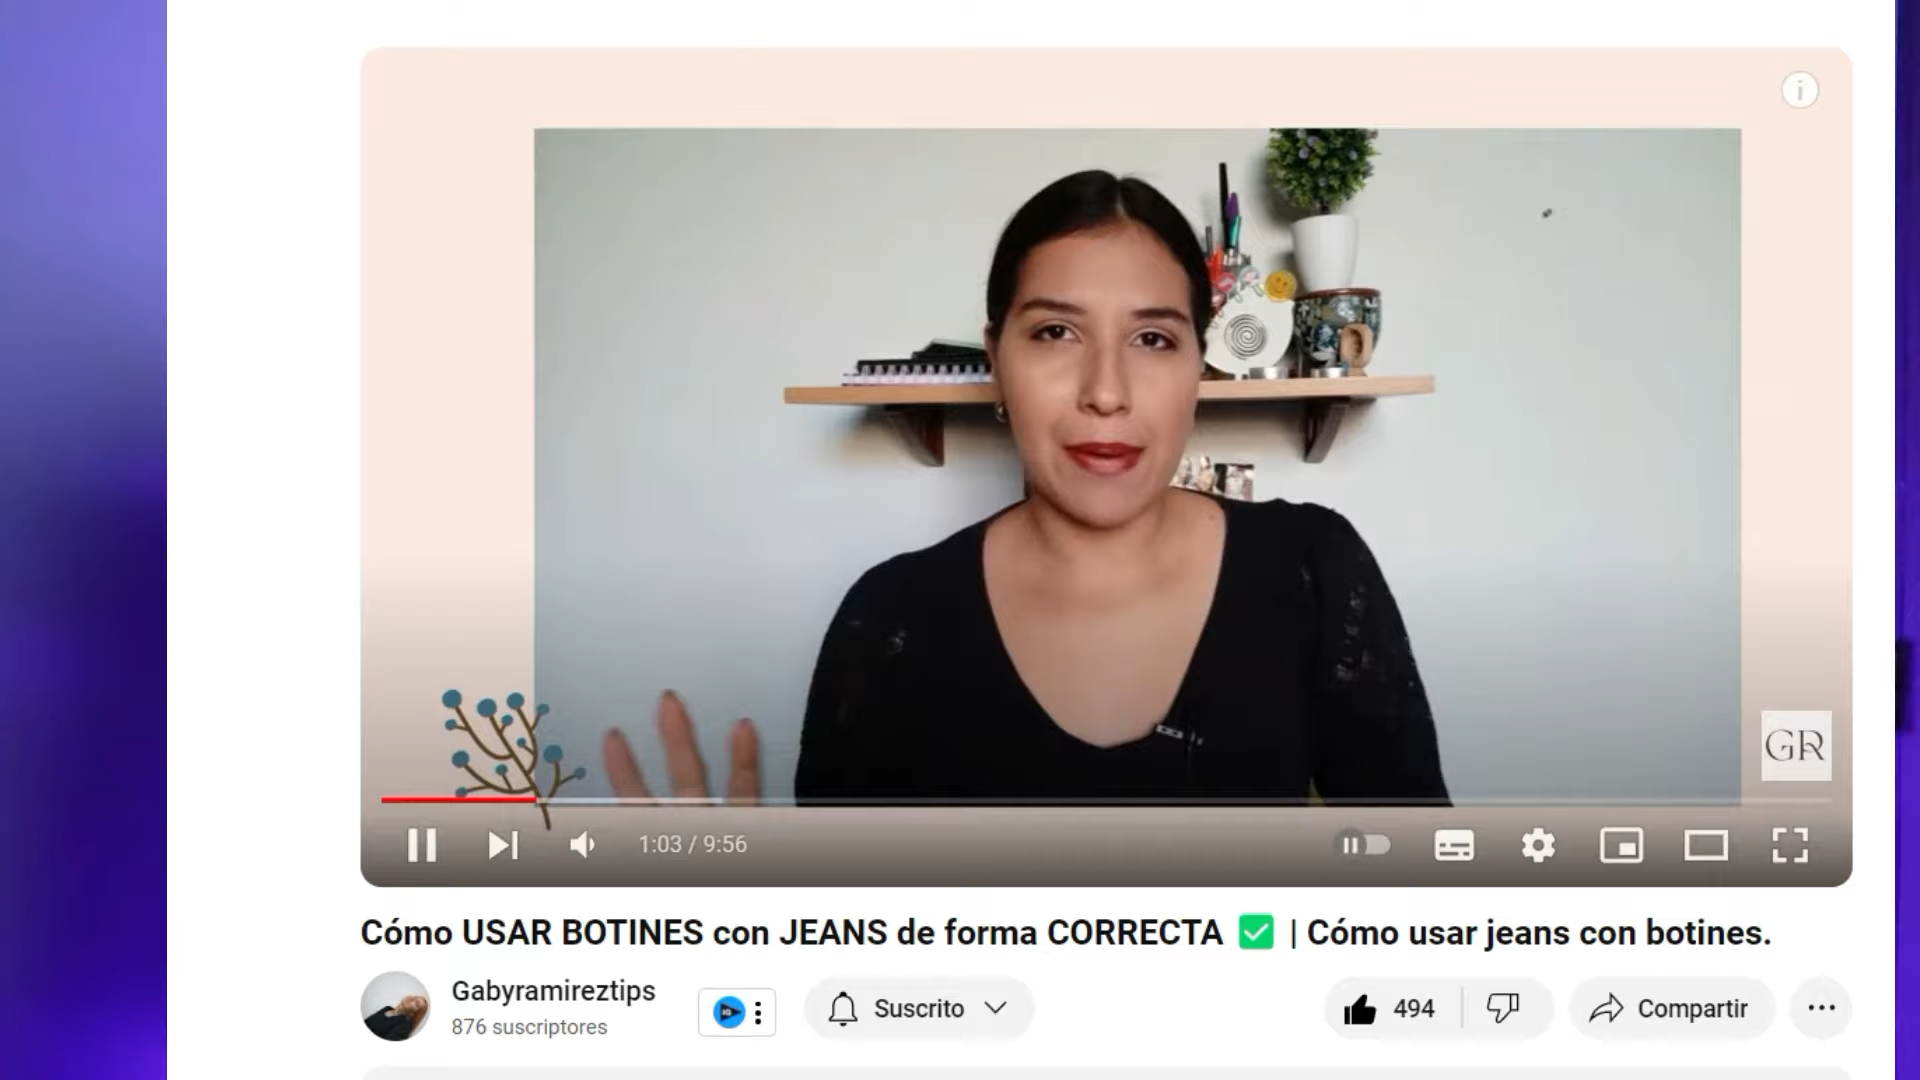 GR
1:03 / 9:56
Cómo USAR BOTINES con JEANS de forma CORRECTA ✅ | Cómo usar jeans con botines.
Gabyramireztips
876 suscriptores
Suscrito
494
Compartir